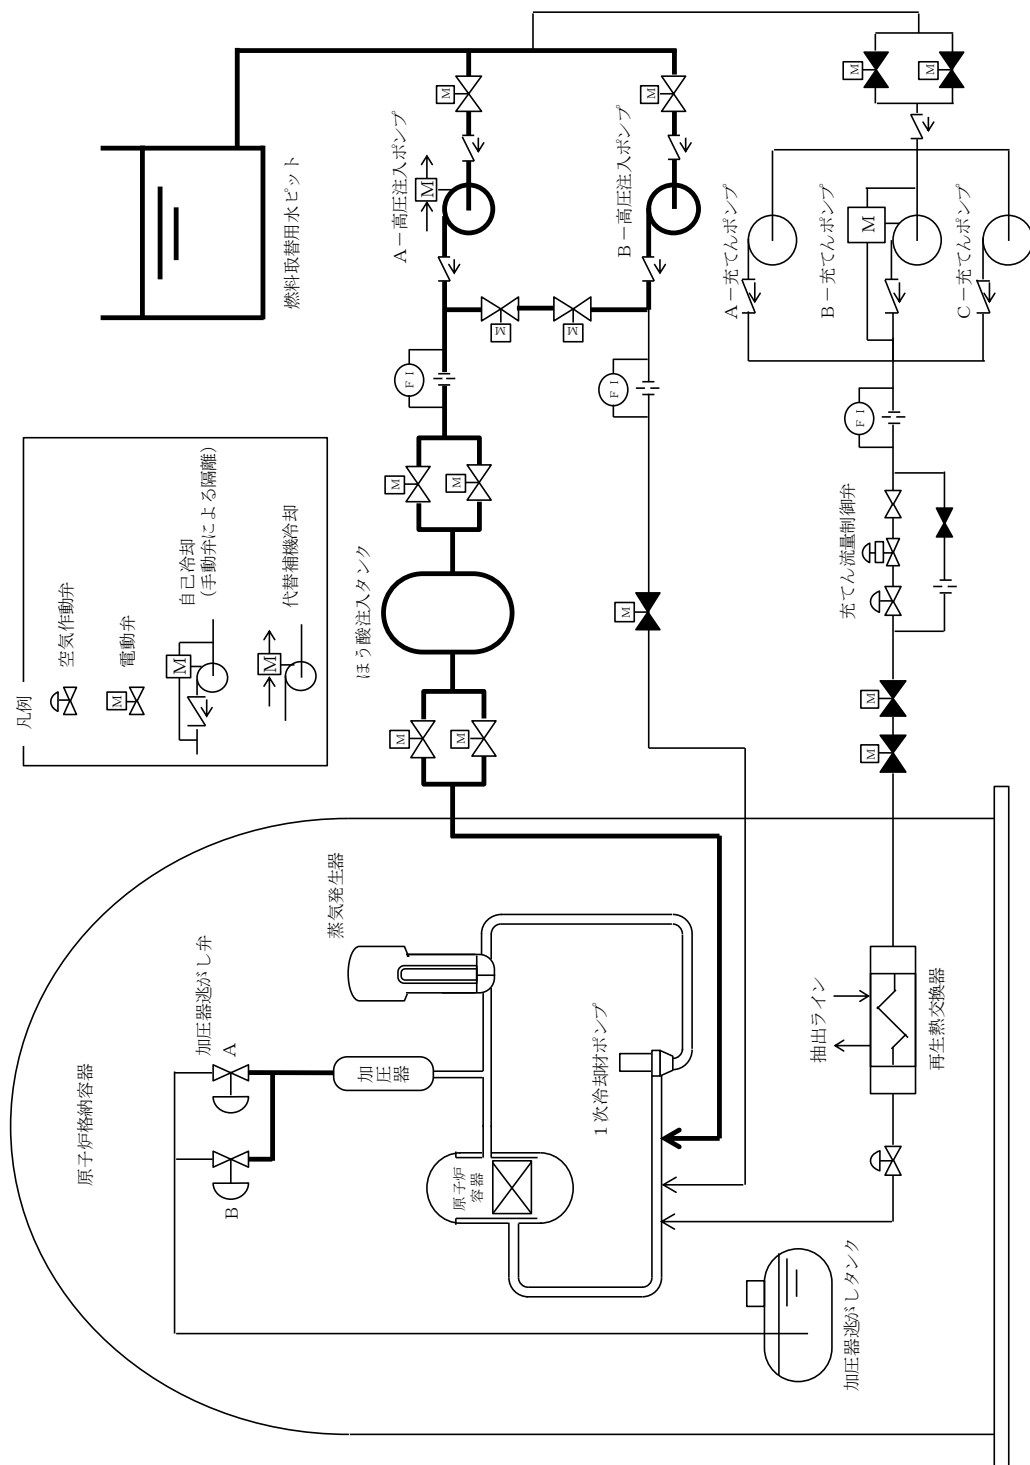 凡例
空気作動弁
M
電動弁
M
自己冷却
(手動弁による隔離)
M
代替補機冷却
燃料取替用水ピット
M
M
A－高圧注入ポンプ
M
B－高圧注入ポンプ
M
M
M
M
A－充てんポンプ
M
B－充てんポンプ
C－充てんポンプ
F I
F I
F I
M
M
ほう酸注入タンク
M
M
M
充てん流量制御弁
M
M
原子炉格納容器
加圧器逃がし弁
A
B
蒸気発生器
加圧
器
1次冷却材ポンプ
原子炉
容器
抽出ライン
再生熱交換器
加圧器逃がしタンク